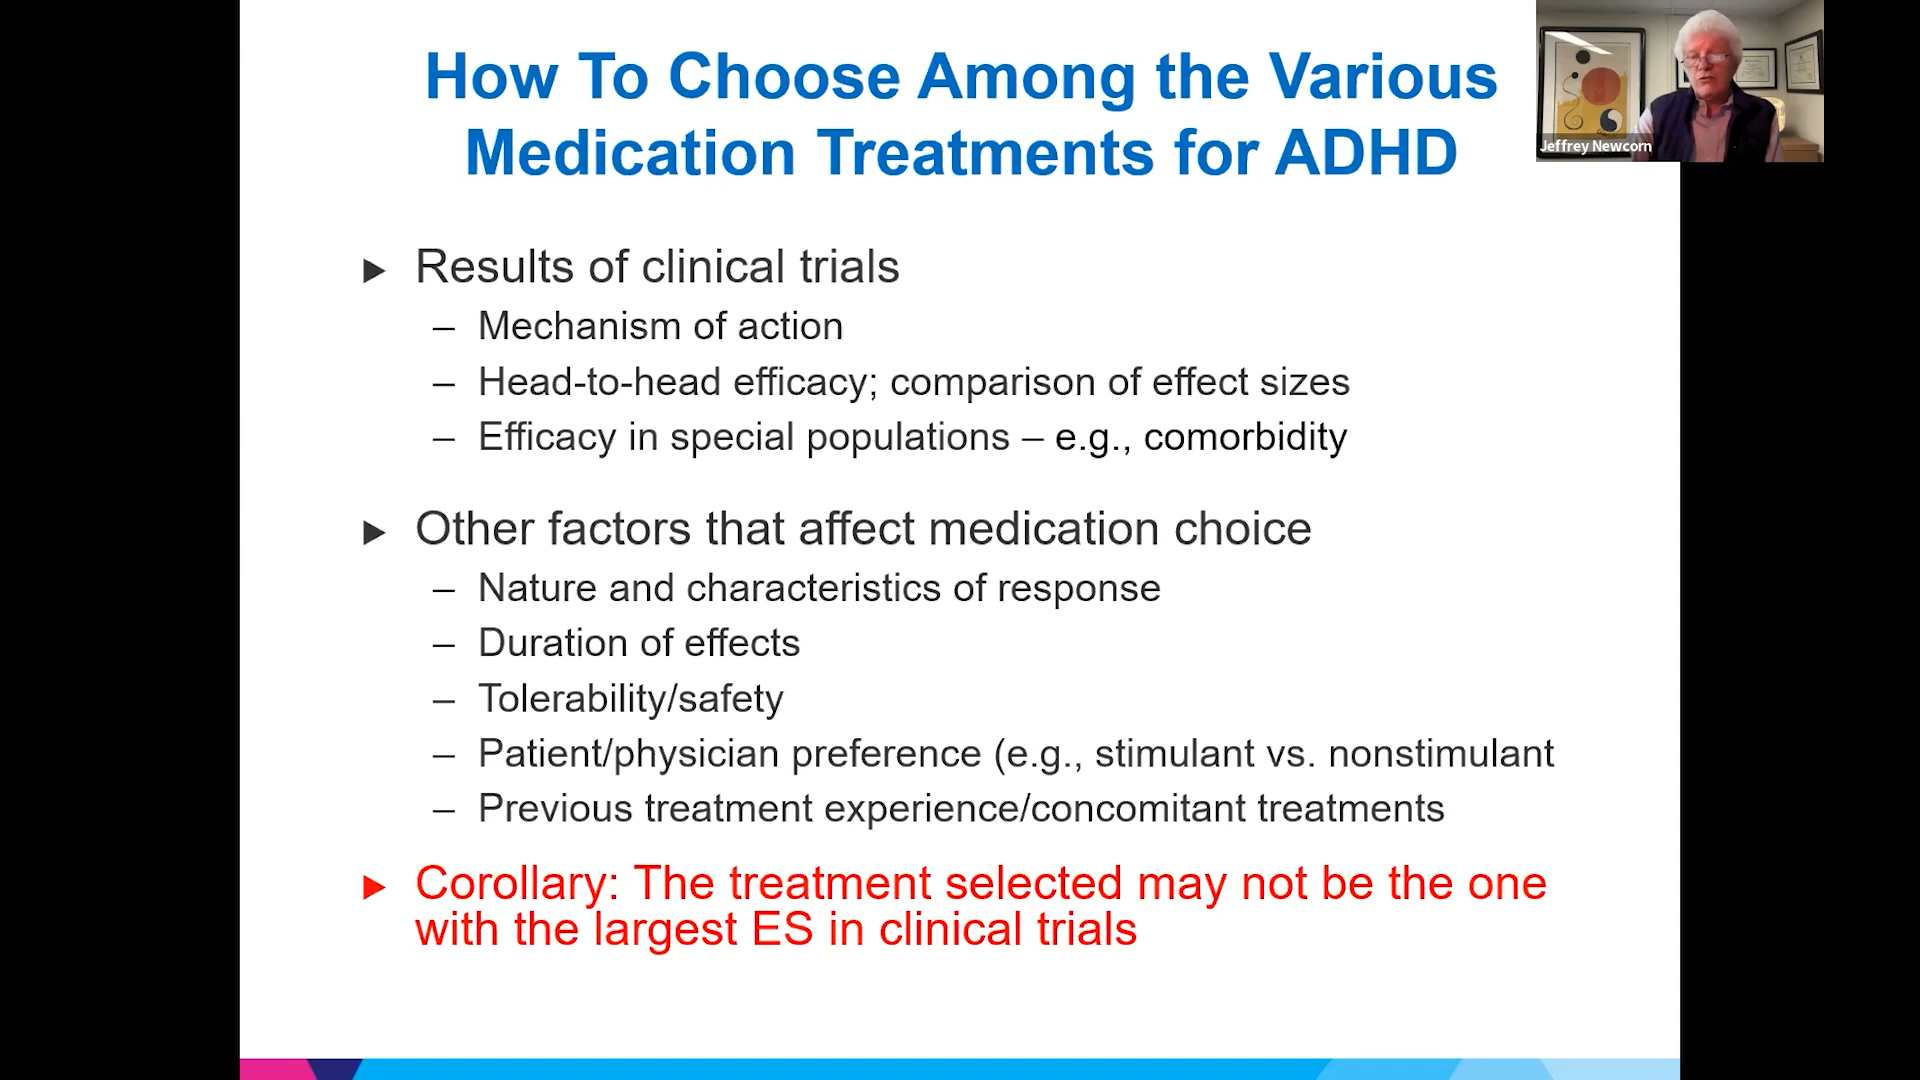 How To Choose Among the Various
Medication Treatments for ADHD
Jeffrey Newcorn
▶ Results of clinical trials
– Mechanism of action
– Head-to-head efficacy; comparison of effect sizes
– Efficacy in special populations – e.g., comorbidity
▶ Other factors that affect medication choice
– Nature and characteristics of response
– Duration of effects
– Tolerability/safety
– Patient/physician preference (e.g., stimulant vs. nonstimulant
– Previous treatment experience/concomitant treatments
▶ Corollary: The treatment selected may not be the one
with the largest ES in clinical trials